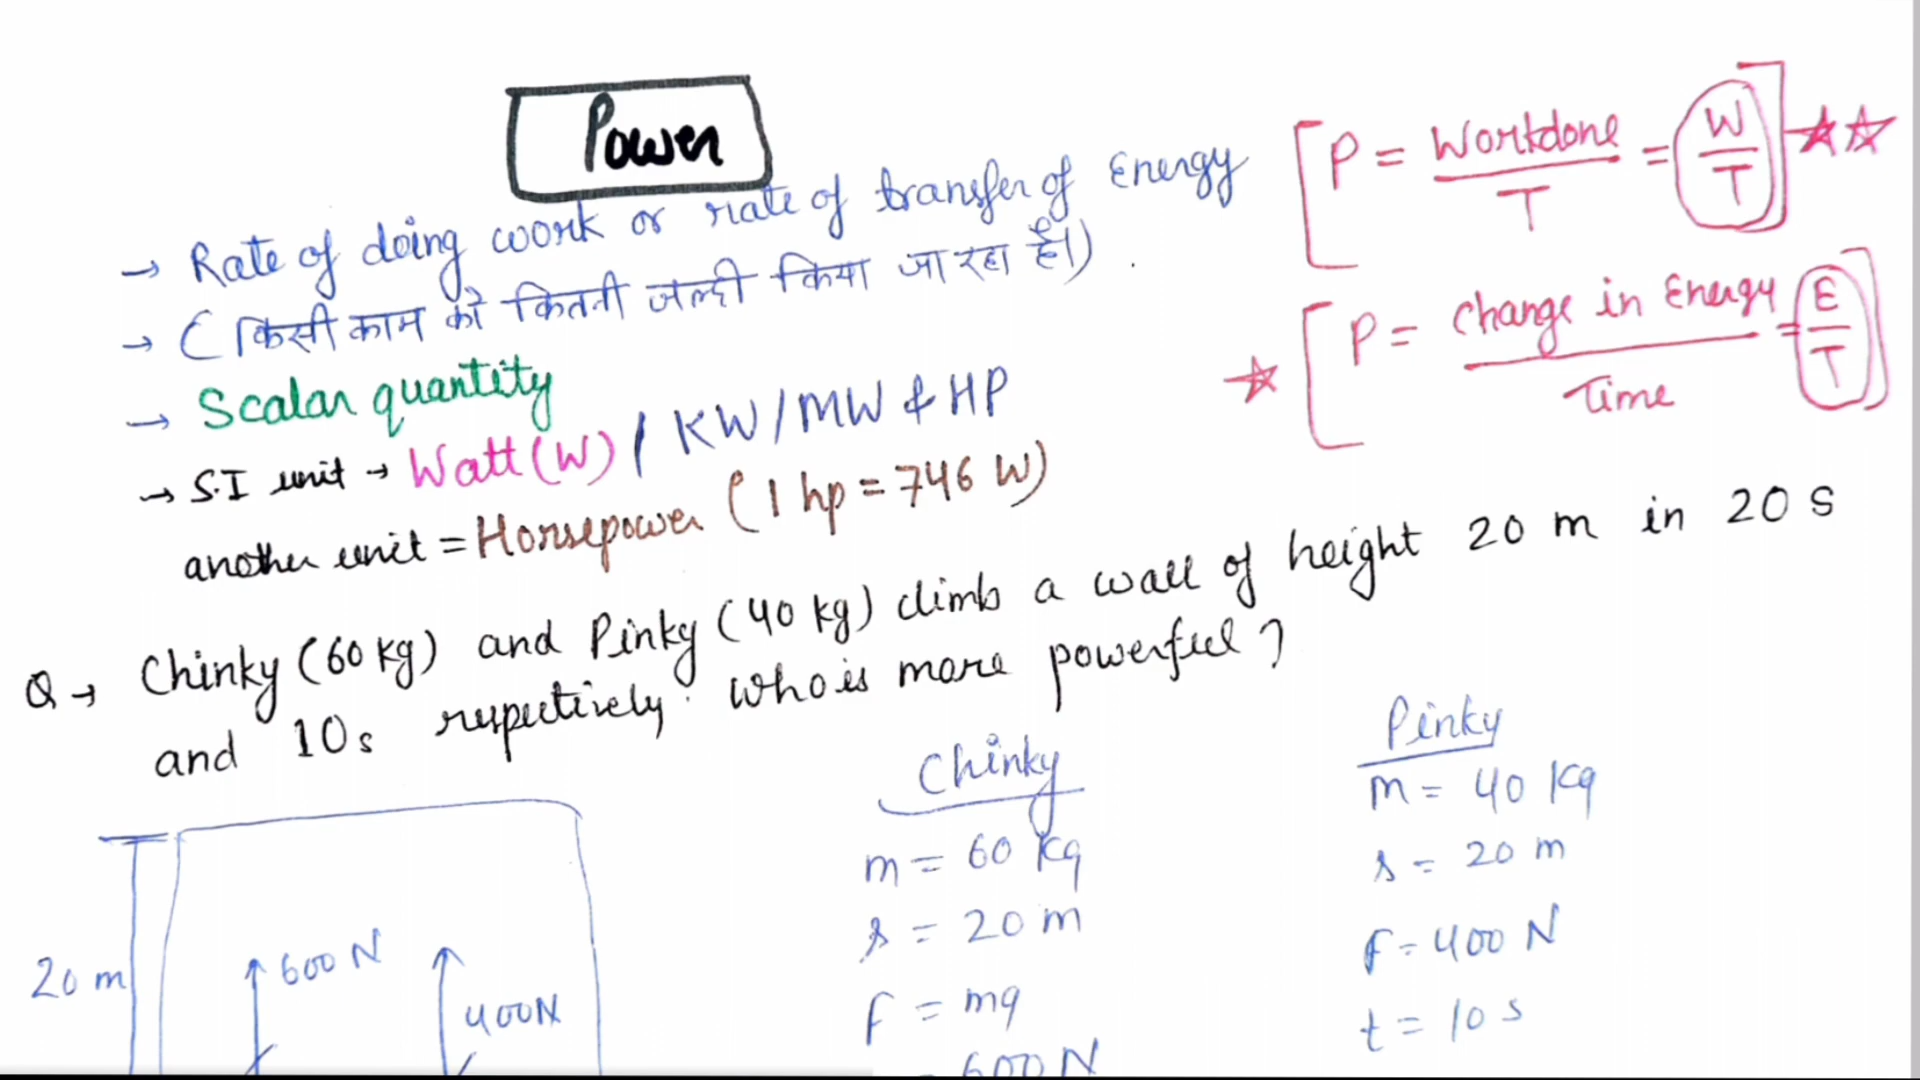 Power
→ Rate of doing work or rate of transfer of Energy
→ (किसी काम को कितनी जल्दी किया जा रहा है।)
→ Scalar quantity
→ S.I unit → Watt (W) / KW / MW & HP
another unit = Horsepower (1 hp = 746 W)
[P = Workdone / T = W / T] ☆☆
☆ [P = Change in Energy / Time = E / T]
Q → Chinky (60 kg) and Pinky (40 kg) climb a wall of height 20 m in 20 s
and 10s respectively. Who is more powerful?
20 m
600 N
400N
Chinky
m = 60 kg
s = 20 m
F = mg
= 600 N
Pinky
m = 40 kg
s = 20 m
F = 400 N
t = 10 s